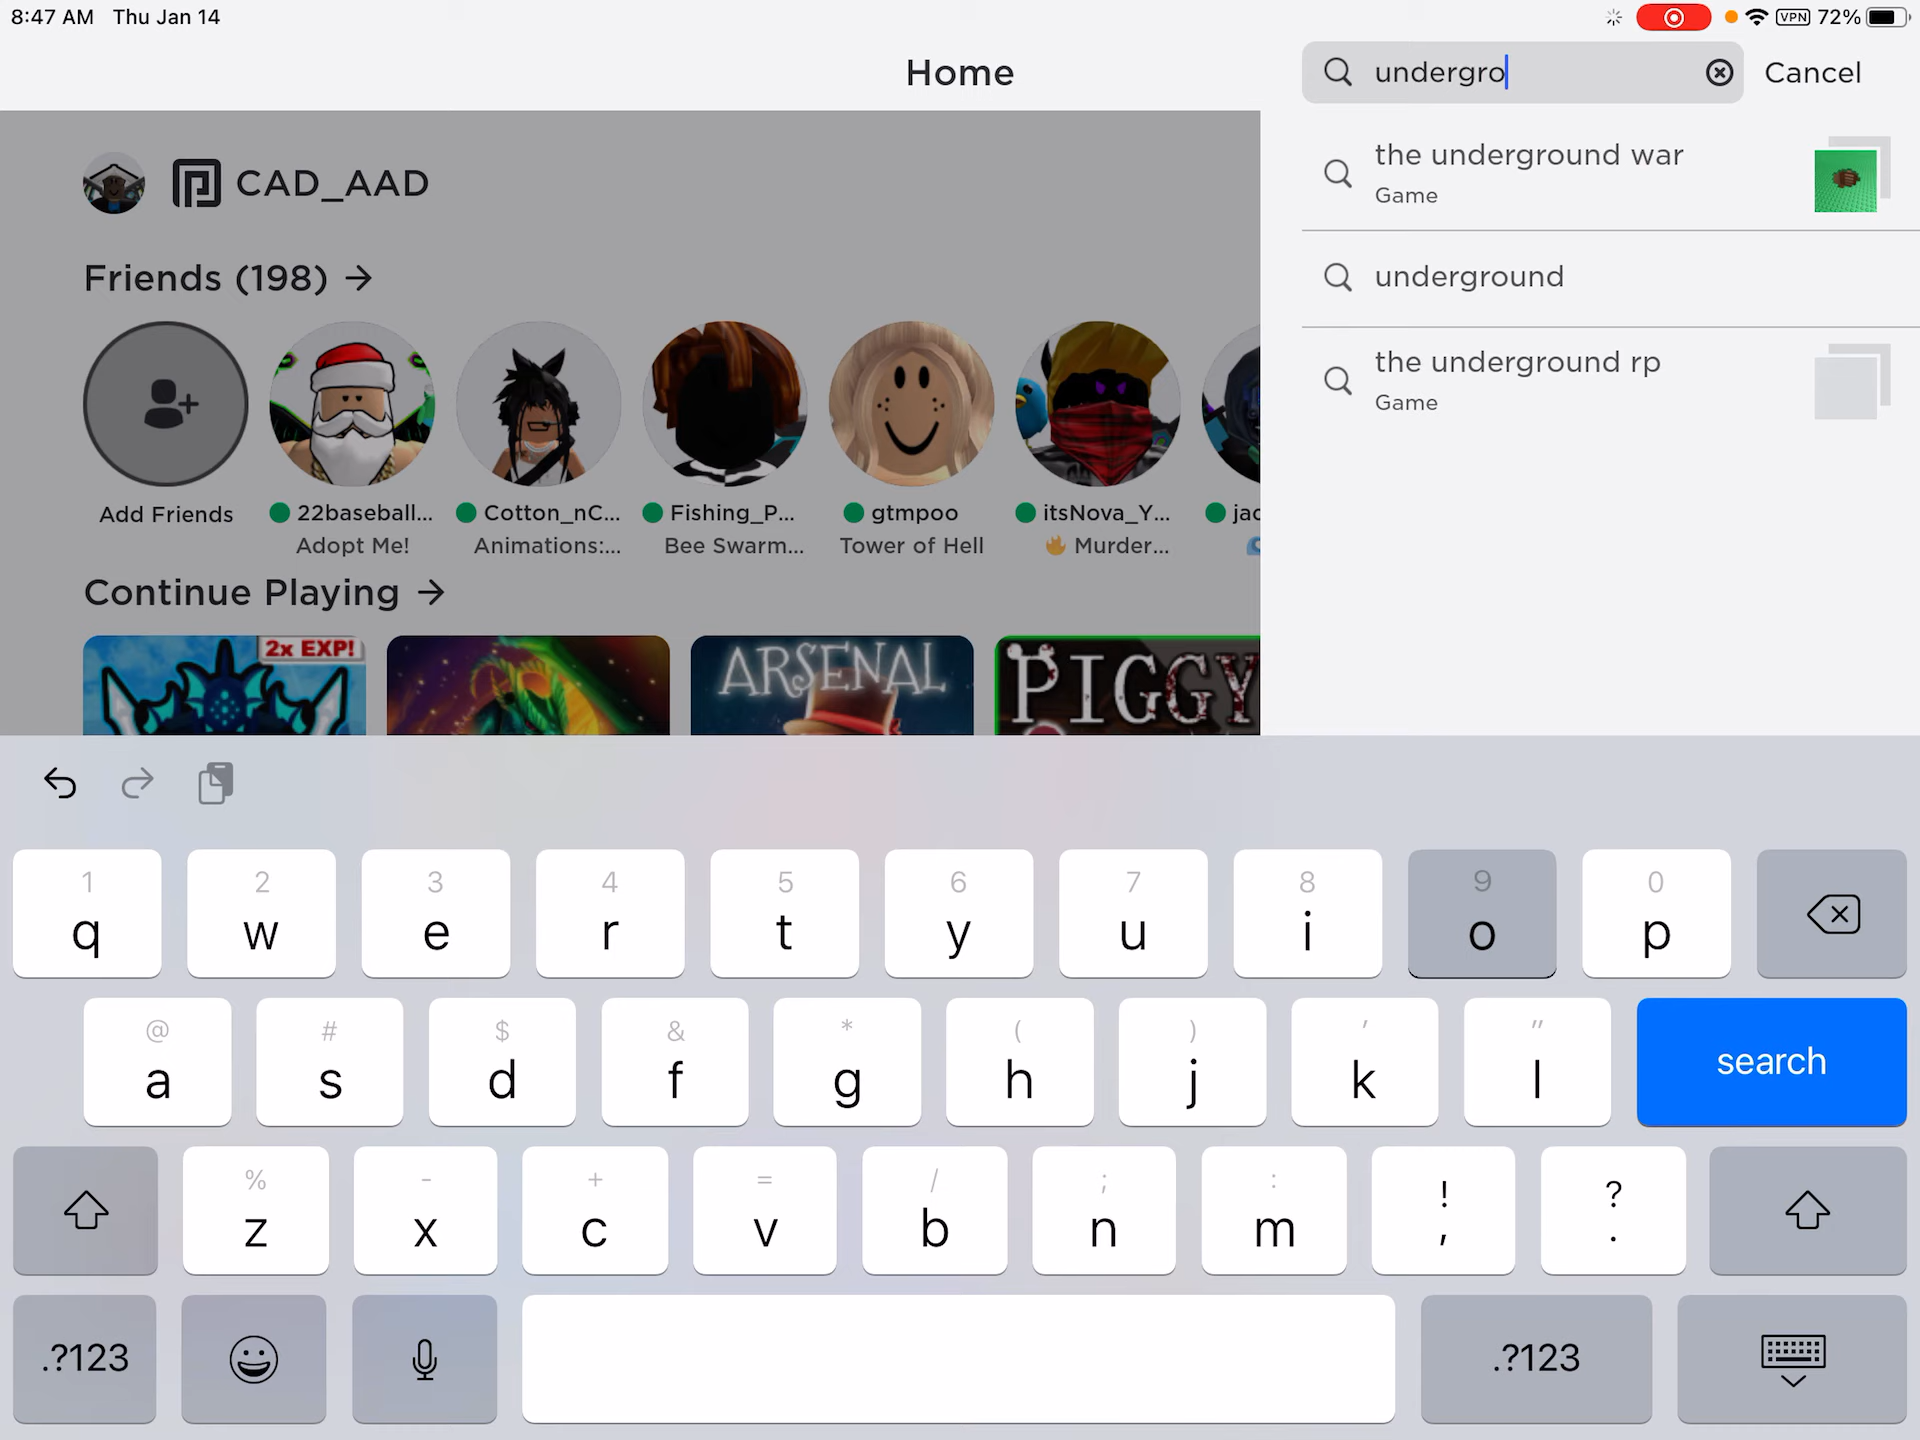 8:47 AM Thu Jan 14
VPN 72%
Home
undergro
Cancel
the underground war
Game
underground
the underground rp
Game
CAD_AAD
Friends (198) →
Add Friends
22baseball...
Adopt Me!
Cotton_nC...
Animations:...
Fishing_P...
Bee Swarm...
gtmpoo
Tower of Hell
itsNova_Y...
🔥 Murder...
jac
Continue Playing →
2x EXP!
ARSENAL
PIGGY
1 2 3 4 5 6 7 8 9 0
q w e r t y u i o p
@ # $ & * ( ) ' "
a s d f g h j k l search
% - + = / ; : ! ?
z x c v b n m , .
.?123 .?123